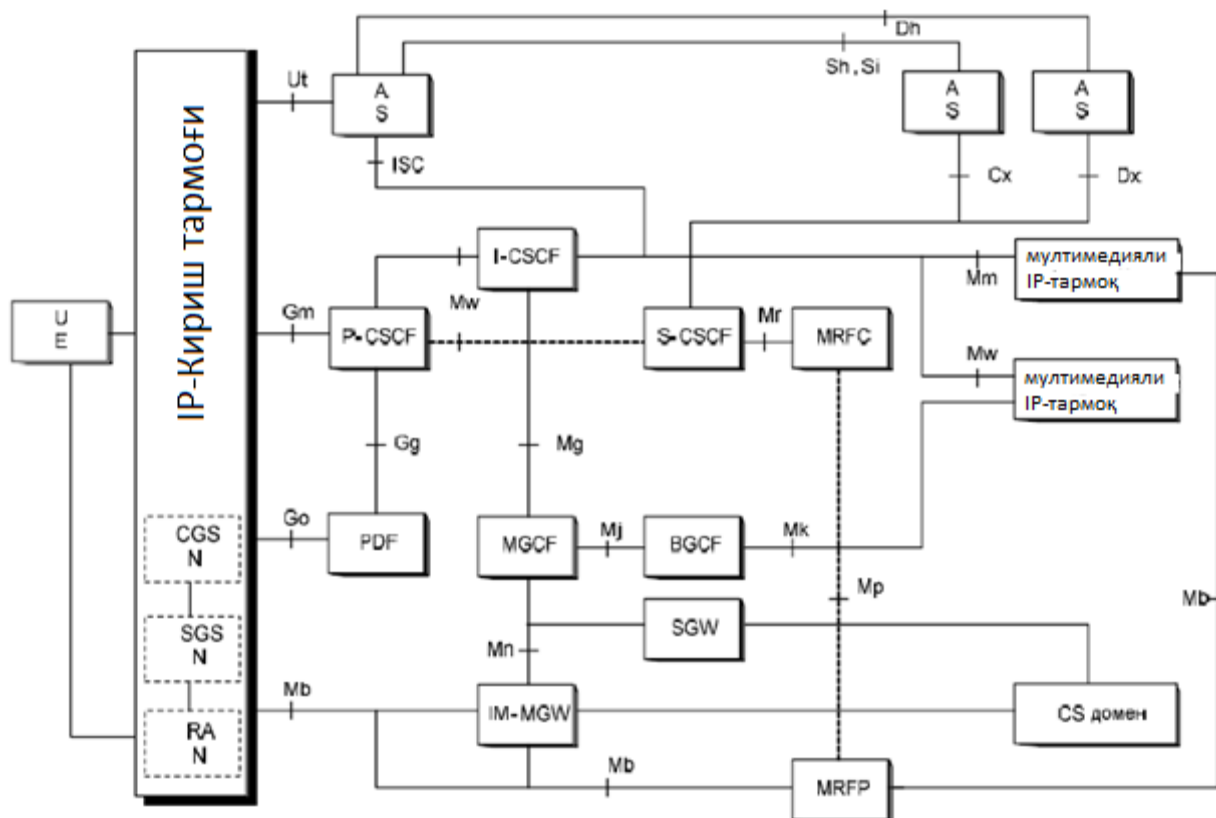 Dh
Sh, Si
Ut
A
S
A
S
A
S
ISC
Cx
Dx
IP-Кириш тармоғи
I-CSCF
мултимедияли
IP-тармоқ
Mm
Mw
U
E
Gm
P-CSCF
S-CSCF
Mr
MRFC
Mw
мултимедияли
IP-тармоқ
Gg
Mg
Go
PDF
MGCF
Mj
BGCF
Mk
CGS
N
Mp
Mb
SGW
SGS
N
Mn
Mb
IM-MGW
CS домен
RA
N
Mb
MRFP